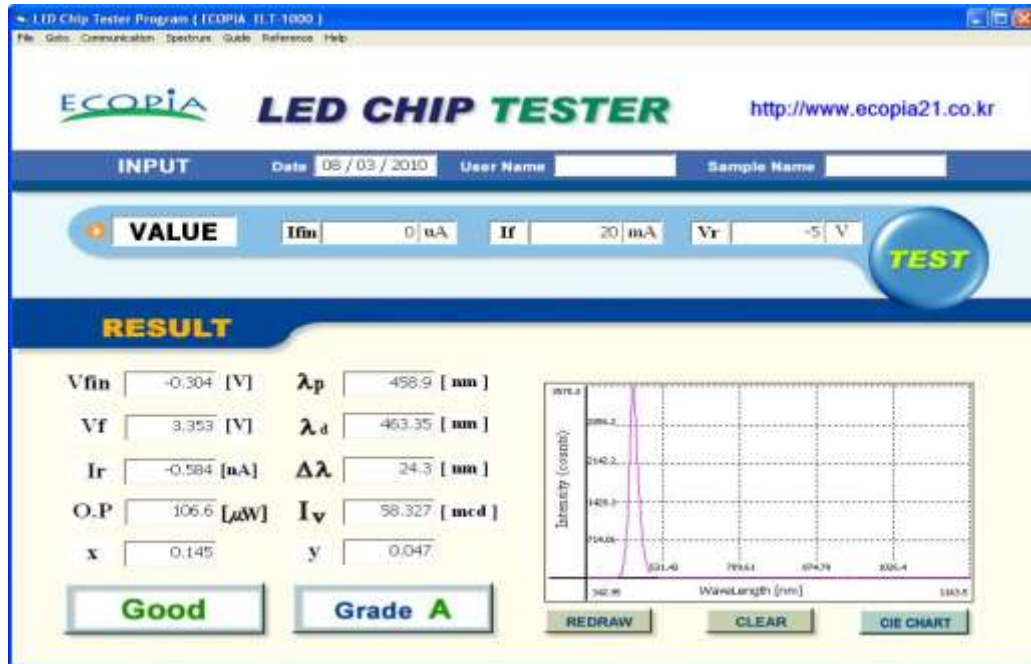 LED Chip Tester Program ( ECOPIA ELT-1000 )
File Goto Communication Spectrum Guide Reference Help
ECOPIA LED CHIP TESTER http://www.ecopia21.co.kr
INPUT Date 08 / 03 / 2010 User Name Sample Name
VALUE Ifin 0 uA If 20 mA Vr -5 V TEST
RESULT
Vfin -0.304 [V] λp 458.9 [ nm ]
Vf 3.353 [V] λd 463.35 [ nm ]
Ir -0.584 [nA] Δλ 24.3 [ nm ]
O.P 106.6 [μW] Iv 58.327 [ mcd ]
x 0.145 y 0.047
Good Grade A
Intensity (counts)
WaveLength [nm]
REDRAW CLEAR CIE CHART